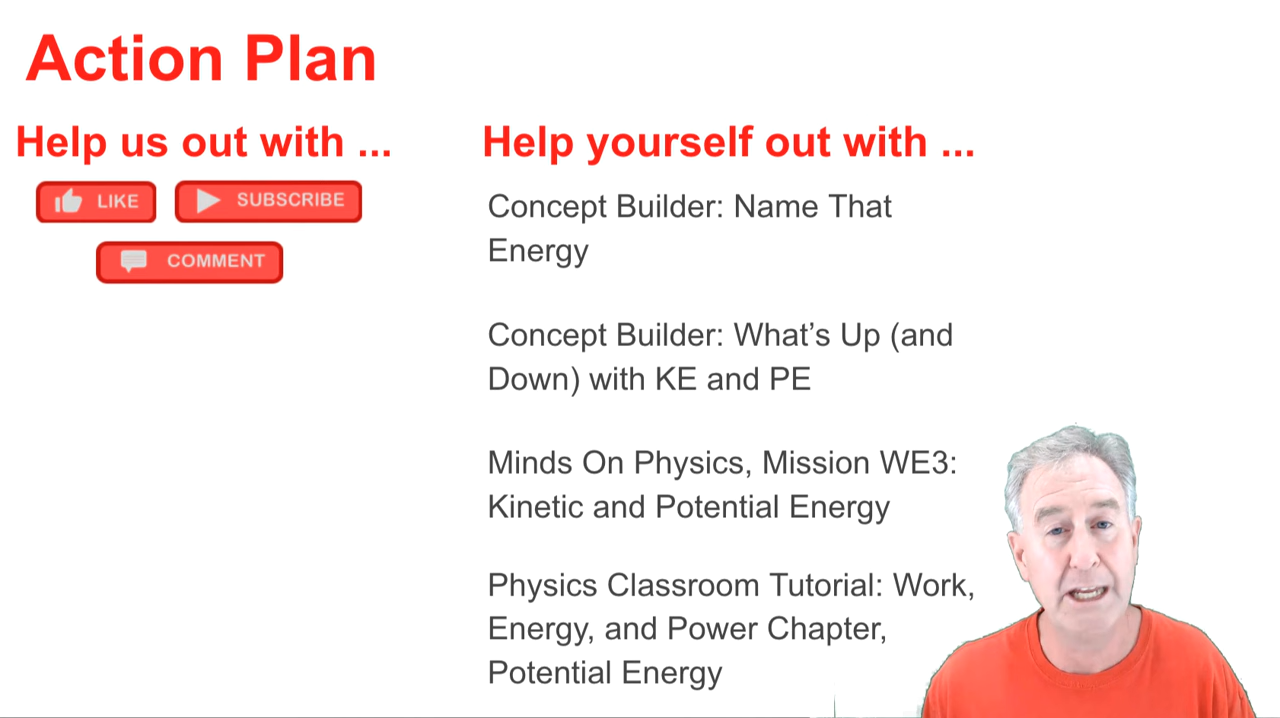 Action Plan
Help us out with ...
LIKE
SUBSCRIBE
COMMENT
Help yourself out with ...
Concept Builder: Name That
Energy
Concept Builder: What’s Up (and
Down) with KE and PE
Minds On Physics, Mission WE3:
Kinetic and Potential Energy
Physics Classroom Tutorial: Work,
Energy, and Power Chapter,
Potential Energy